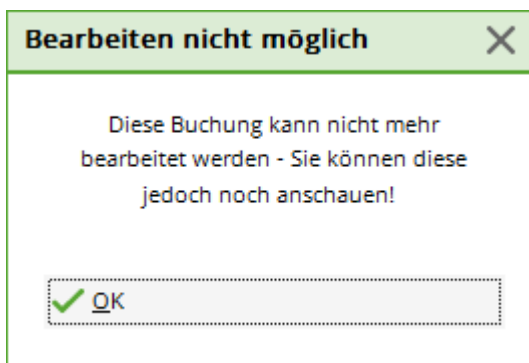 Bearbeiten nicht möglich
Diese Buchung kann nicht mehr
bearbeitet werden - Sie können diese
jedoch noch anschauen!
OK